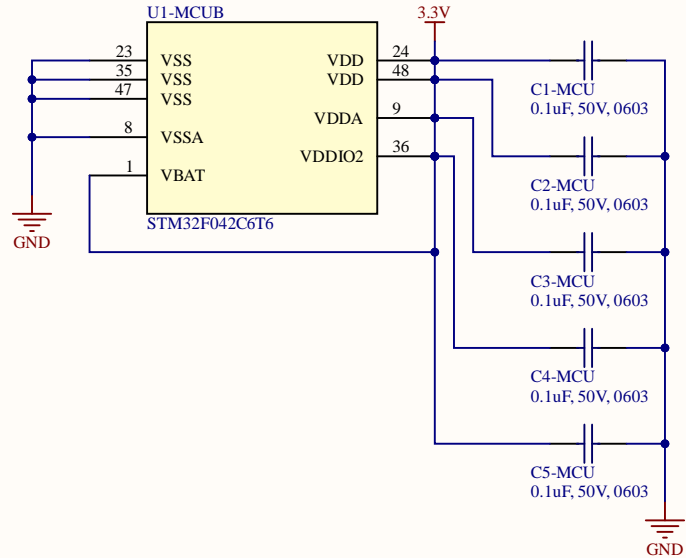 U1-MCUB
3.3V
23 VSS VDD 24
35 VSS VDD 48
47 VSS
VDDA 9
8 VSSA
VDDIO2 36
1 VBAT
STM32F042C6T6
GND
C1-MCU
0.1uF, 50V, 0603
C2-MCU
0.1uF, 50V, 0603
C3-MCU
0.1uF, 50V, 0603
C4-MCU
0.1uF, 50V, 0603
C5-MCU
0.1uF, 50V, 0603
GND